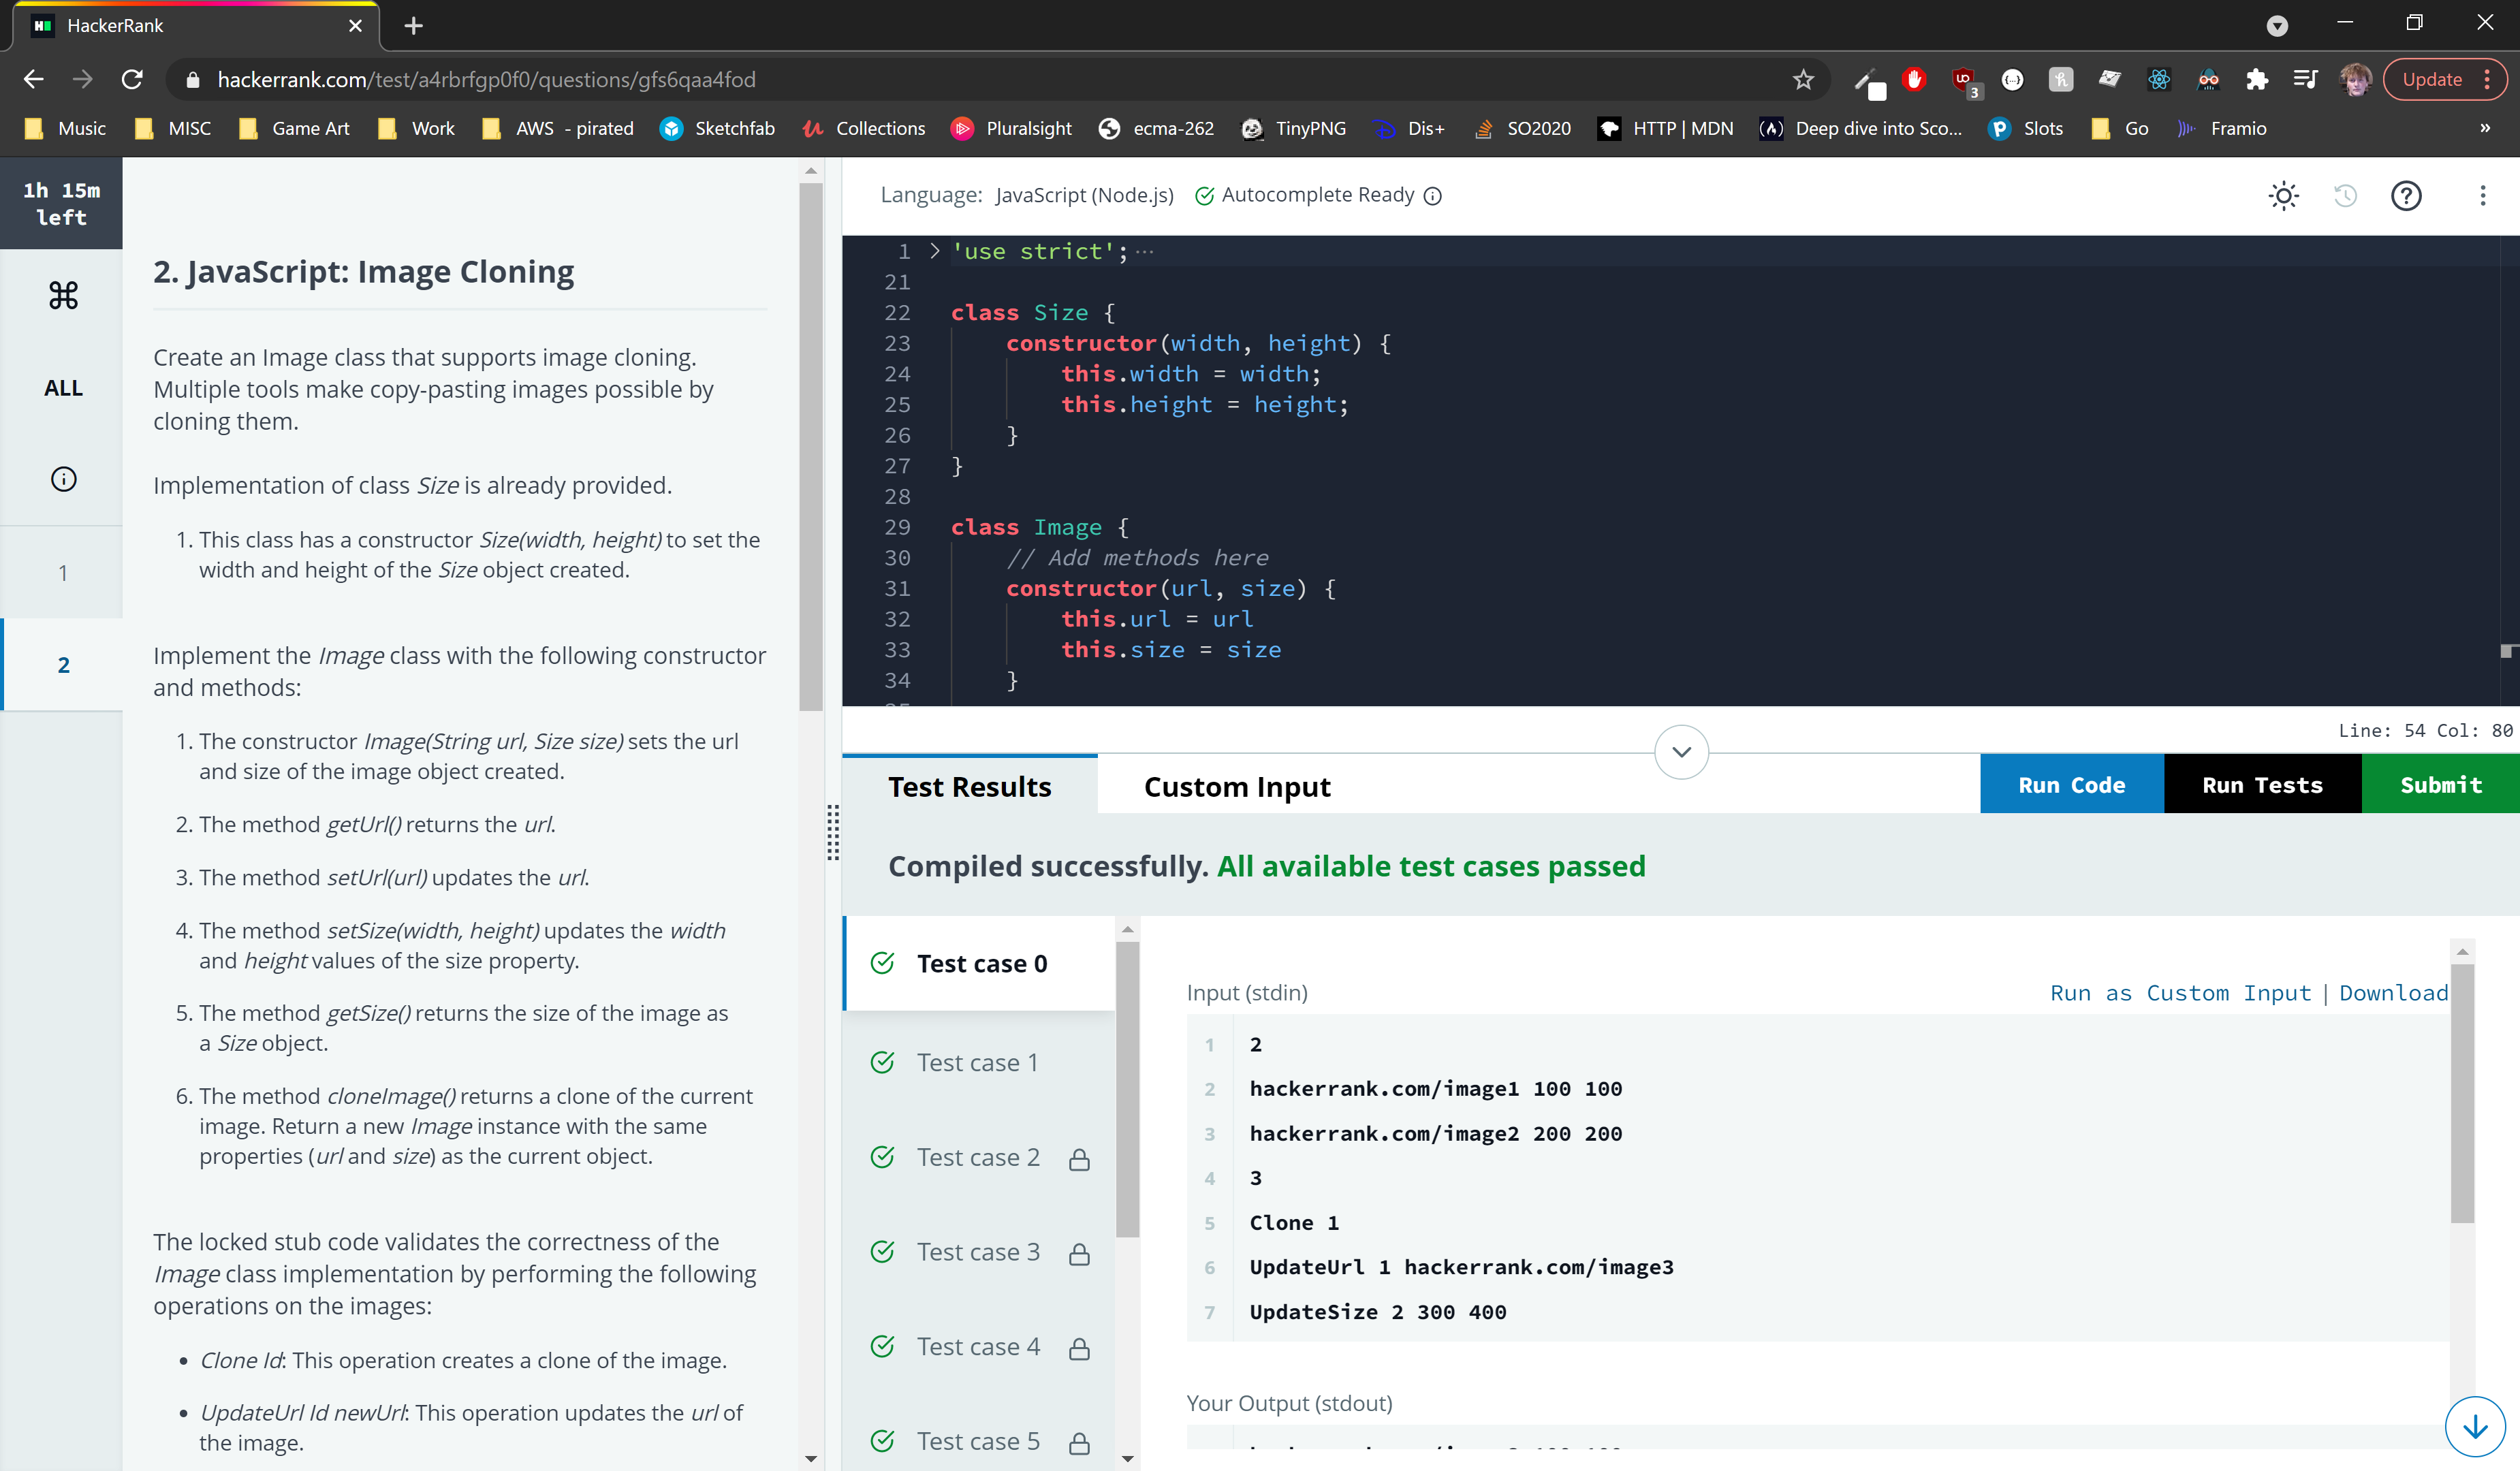 HackerRank
hackerrank.com/test/a4rbrfgp0f0/questions/gfs6qaa4fod
3
Update
Music
MISC
Game Art
Work
AWS - pirated
Sketchfab
Collections
Pluralsight
ecma-262
TinyPNG
Dis+
SO2020
HTTP | MDN
Deep dive into Sco...
Slots
Go
Framio
»
1h 15m
left
ALL
1
2
2. JavaScript: Image Cloning
Create an Image class that supports image cloning.
Multiple tools make copy-pasting images possible by
cloning them.
Implementation of class Size is already provided.
1. This class has a constructor Size(width, height) to set the
width and height of the Size object created.
Implement the Image class with the following constructor
and methods:
1. The constructor Image(String url, Size size) sets the url
and size of the image object created.
2. The method getUrl() returns the url.
3. The method setUrl(url) updates the url.
4. The method setSize(width, height) updates the width
and height values of the size property.
5. The method getSize() returns the size of the image as
a Size object.
6. The method cloneImage() returns a clone of the current
image. Return a new Image instance with the same
properties (url and size) as the current object.
The locked stub code validates the correctness of the
Image class implementation by performing the following
operations on the images:
• Clone Id: This operation creates a clone of the image.
• UpdateUrl Id newUrl: This operation updates the url of
the image.
Language: JavaScript (Node.js) Autocomplete Ready
1 > 'use strict'; ···
21
22 class Size {
23 constructor(width, height) {
24 this.width = width;
25 this.height = height;
26 }
27 }
28
29 class Image {
30 // Add methods here
31 constructor(url, size) {
32 this.url = url
33 this.size = size
34 }
Line: 54 Col: 80
Test Results
Custom Input
Run Code
Run Tests
Submit
Compiled successfully. All available test cases passed
Test case 0
Test case 1
Test case 2
Test case 3
Test case 4
Test case 5
Input (stdin)
Run as Custom Input | Download
1 2
2 hackerrank.com/image1 100 100
3 hackerrank.com/image2 200 200
4 3
5 Clone 1
6 UpdateUrl 1 hackerrank.com/image3
7 UpdateSize 2 300 400
Your Output (stdout)